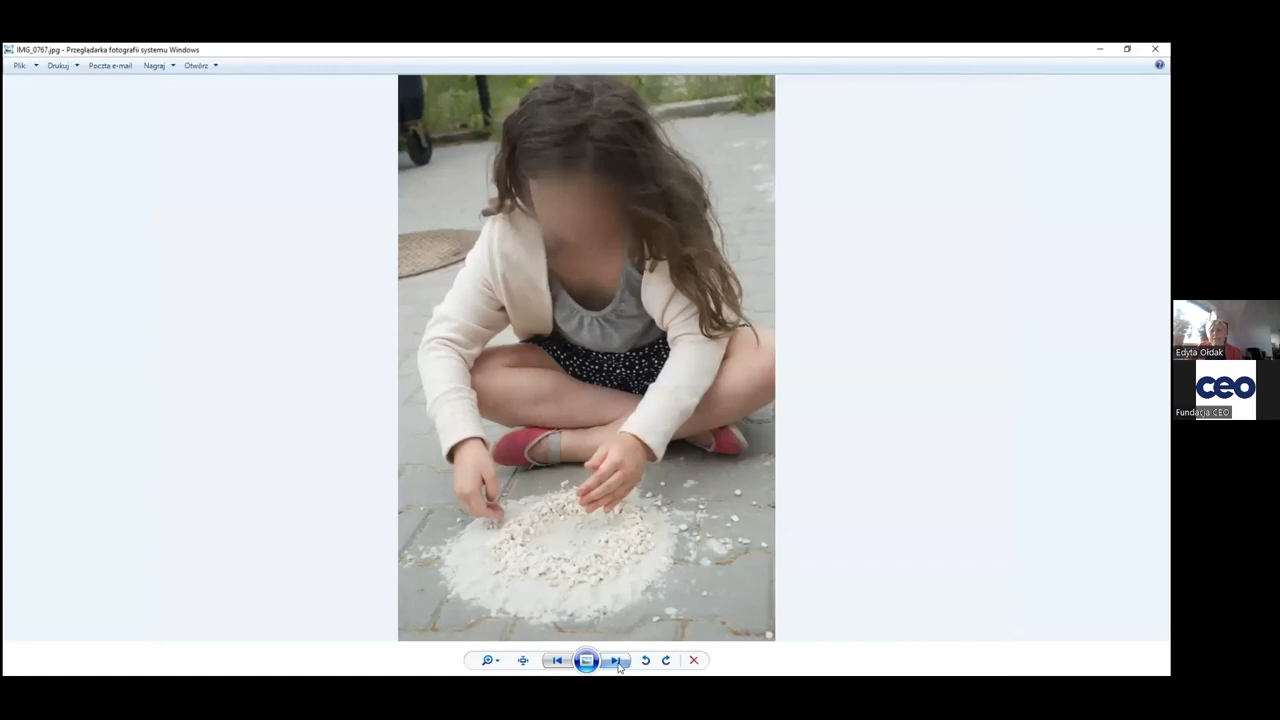 IMG_0767.jpg - Przeglądarka fotografii systemu Windows
Plik Drukuj Poczta e-mail Nagraj Otwórz
Edyta Ołdak
ceo
Fundacja CEO